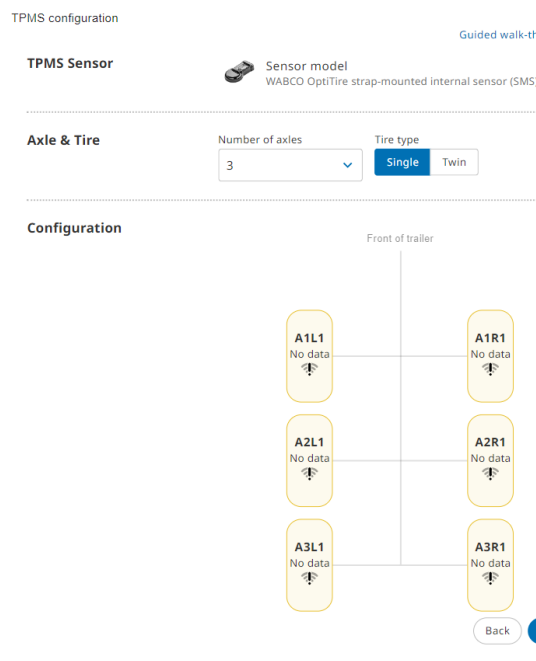 TPMS configuration
Guided walk-th
TPMS Sensor
Sensor model
WABCO OptiTire strap-mounted internal sensor (SMS)
Axle & Tire
Number of axles
Tire type
3
Single
Twin
Configuration
Front of trailer
A1L1
No data
A1R1
No data
A2L1
No data
A2R1
No data
A3L1
No data
A3R1
No data
Back